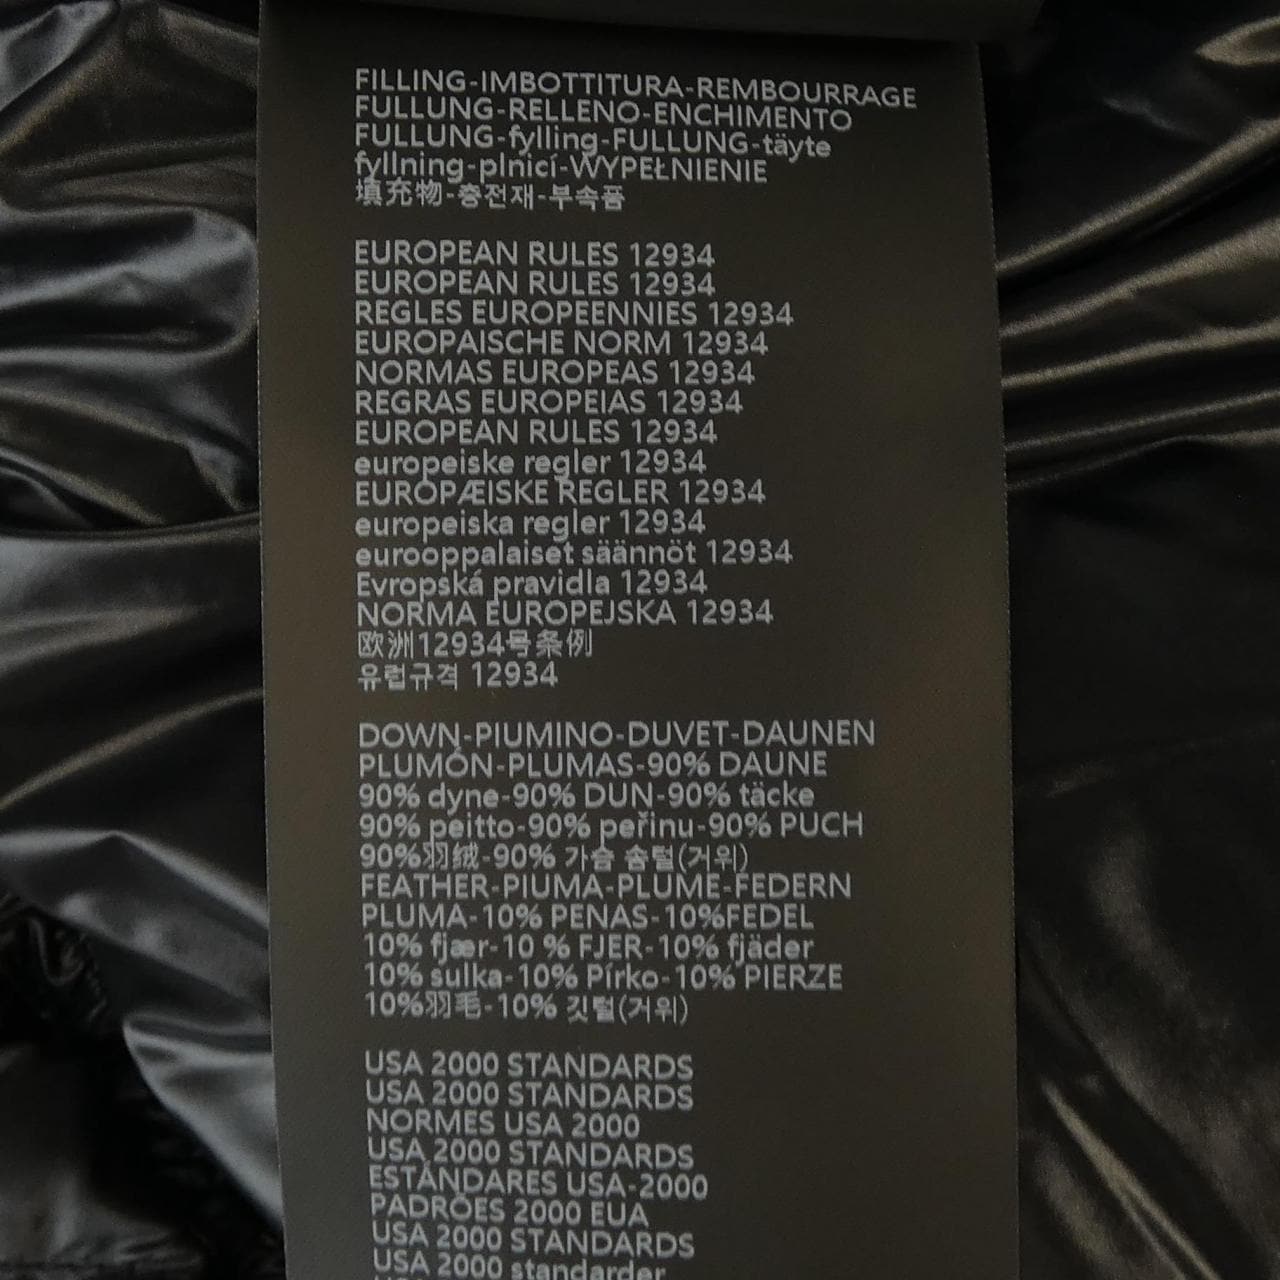 FILLING-IMBOTTITURA-REMBOURRAGE
FULLUNG-RELLENO-ENCHIMENTO
FULLUNG-fylling-FULLUNG-täyte
fyllning-plnicí-WYPEŁNIENIE
填充物-충전재-부속품
EUROPEAN RULES 12934
EUROPEAN RULES 12934
REGLES EUROPEENNIES 12934
EUROPAISCHE NORM 12934
NORMAS EUROPEAS 12934
REGRAS EUROPEIAS 12934
EUROPEAN RULES 12934
europeiske regler 12934
EUROPÆISKE REGLER 12934
europeiska regler 12934
eurooppalaiset säännöt 12934
Evropská pravidla 12934
NORMA EUROPEJSKA 12934
欧洲12934号条例
유럽규격 12934
DOWN-PIUMINO-DUVET-DAUNEN
PLUMÓN-PLUMAS-90% DAUNE
90% dyne-90% DUN-90% täcke
90% peitto-90% peřinu-90% PUCH
90%羽绒-90% 가슴 솜털(거위)
FEATHER-PIUMA-PLUME-FEDERN
PLUMA-10% PENAS-10%FEDEL
10% fjær-10 % FJER-10% fjäder
10% sulka-10% Pírko-10% PIERZE
10%羽毛-10% 깃털(거위)
USA 2000 STANDARDS
USA 2000 STANDARDS
NORMES USA 2000
USA 2000 STANDARDS
ESTÁNDARES USA-2000
PADRÕES 2000 EUA
USA 2000 STANDARDS
USA 2000 standarder